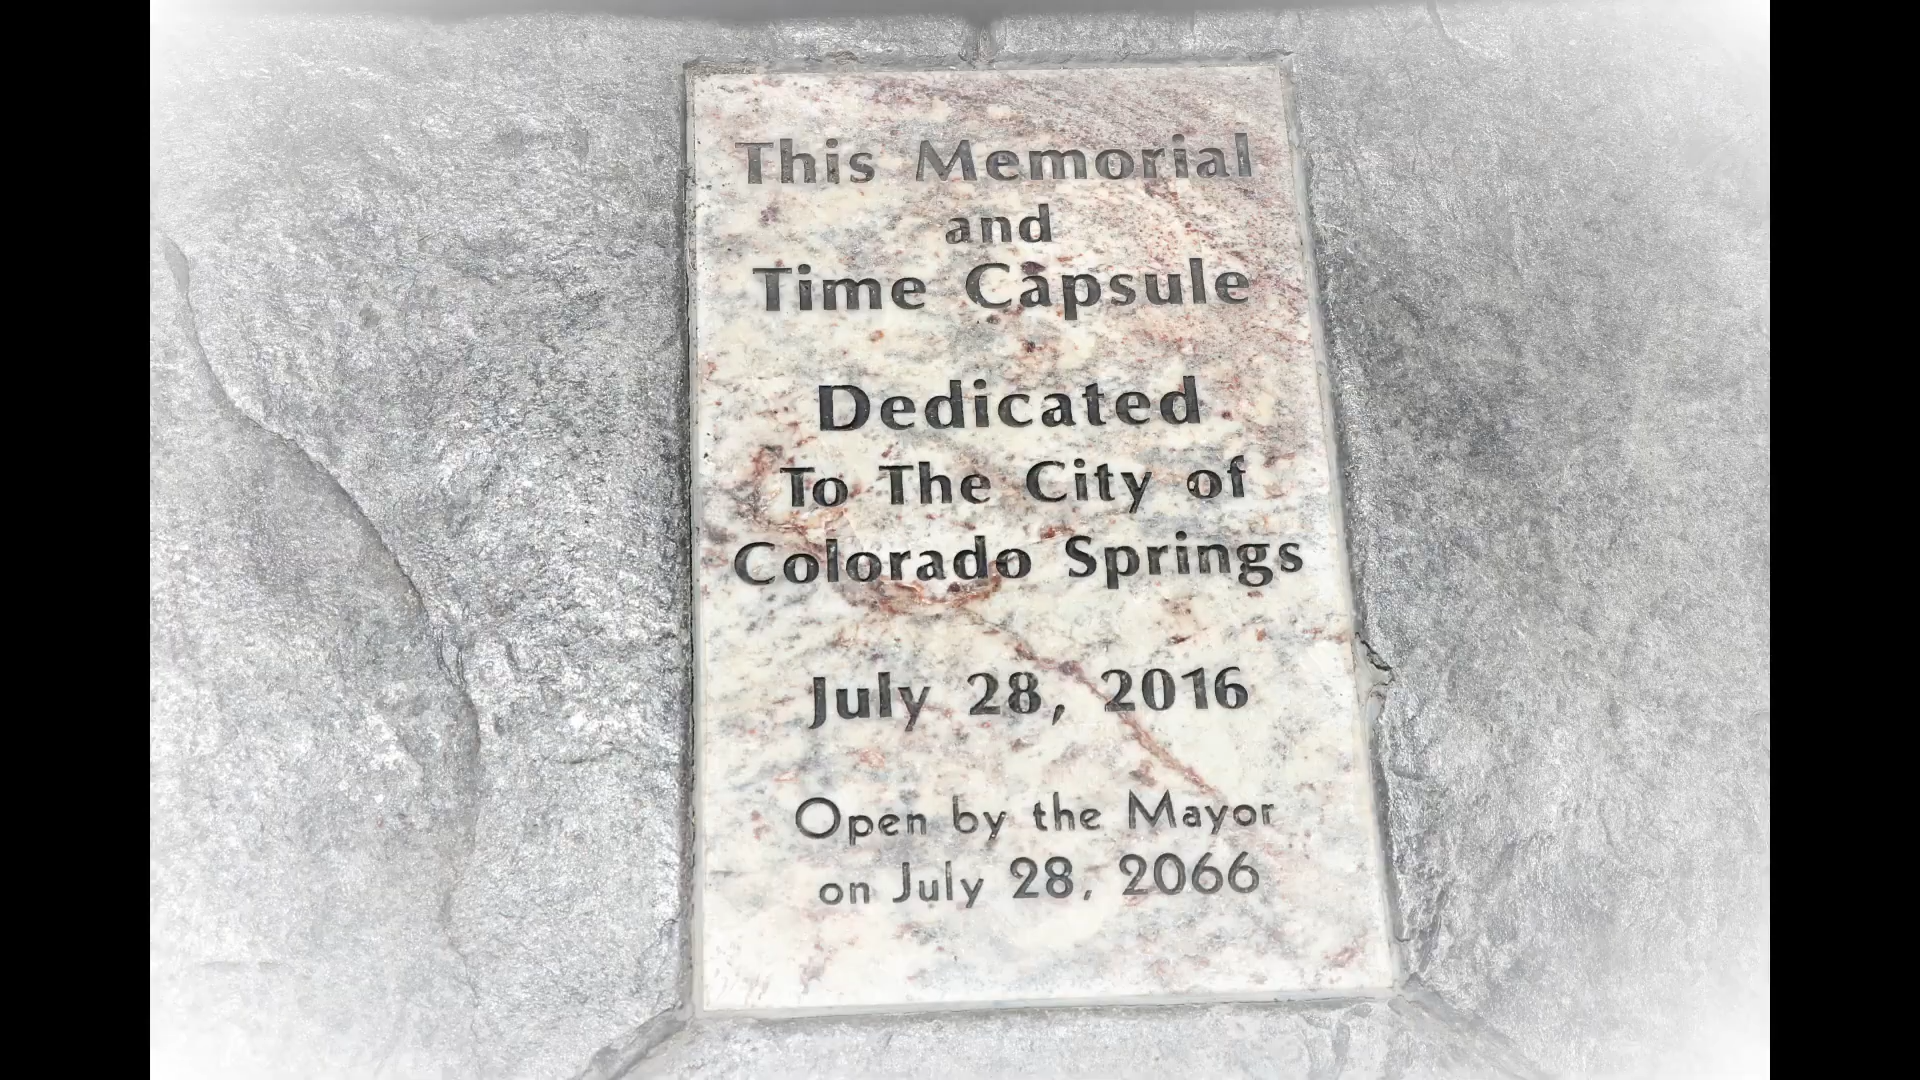 This Memorial
and
Time Capsule
Dedicated
To The City of
Colorado Springs
July 28, 2016
Open by the Mayor
on July 28, 2066